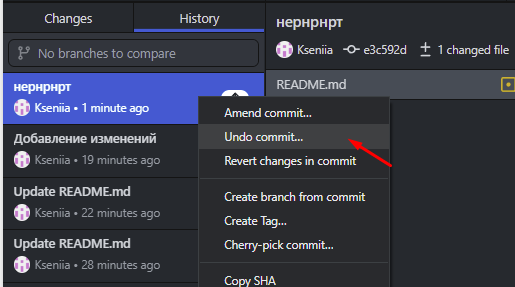 Changes
History
No branches to compare
нернрнрт
Kseniia • 1 minute ago
Добавление изменений
Kseniia • 19 minutes ago
Update README.md
Kseniia • 22 minutes ago
Update README.md
Kseniia • 28 minutes ago
нернрнрт
Kseniia e3c592d ± 1 changed file
README.md
Amend commit...
Undo commit...
Revert changes in commit
Create branch from commit
Create Tag...
Cherry-pick commit...
Copy SHA